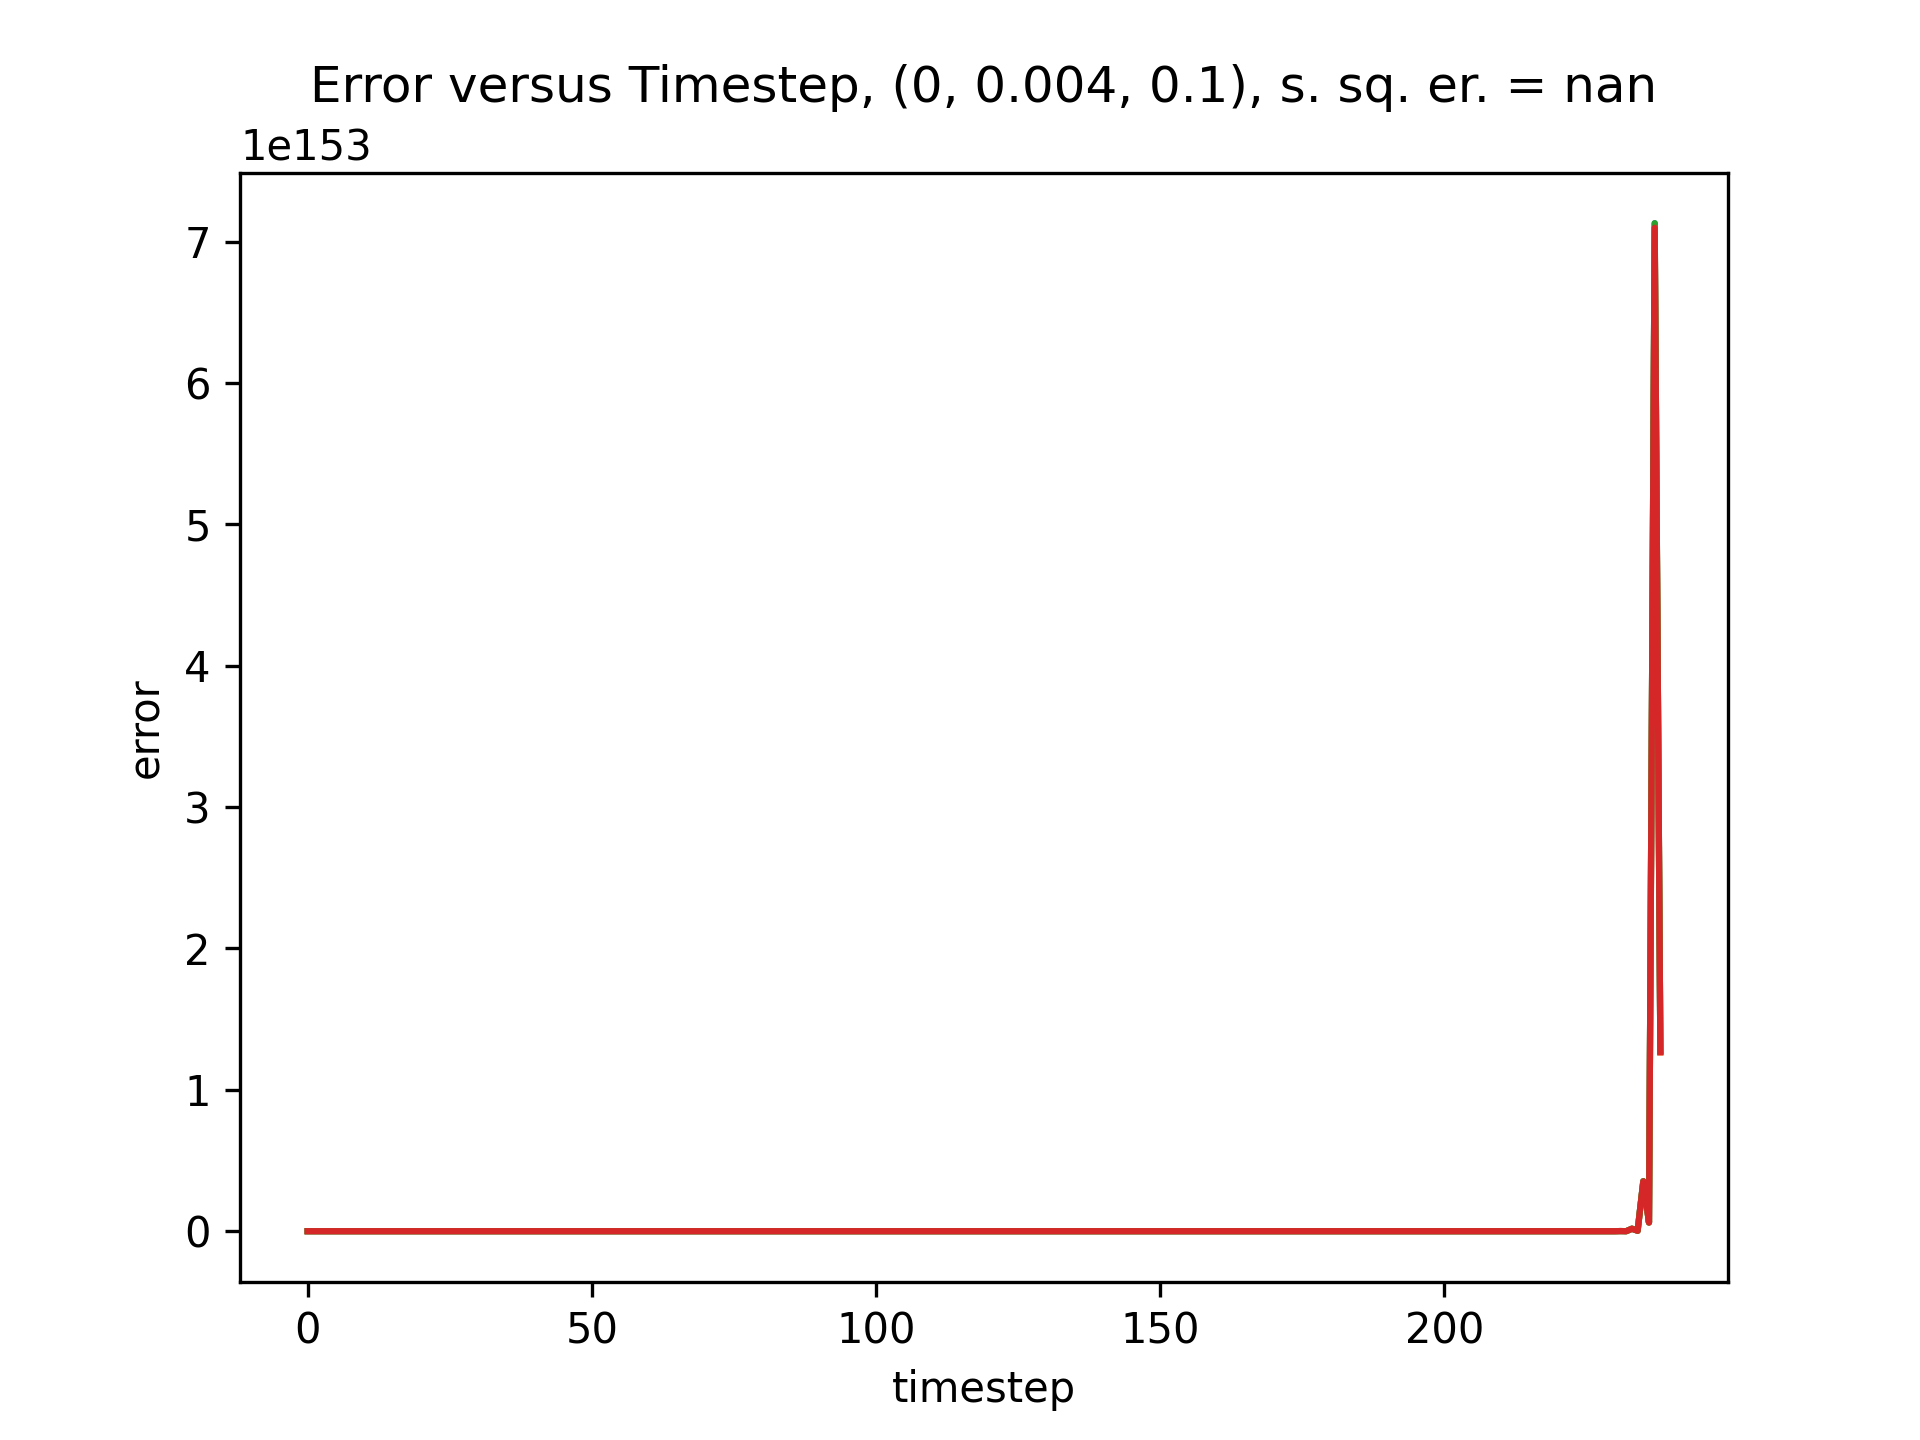 Error versus Timestep, (0, 0.004, 0.1), s. sq. er. = nan
1e153
7
6
5
4
3
2
1
0
error
0 50 100 150 200
timestep